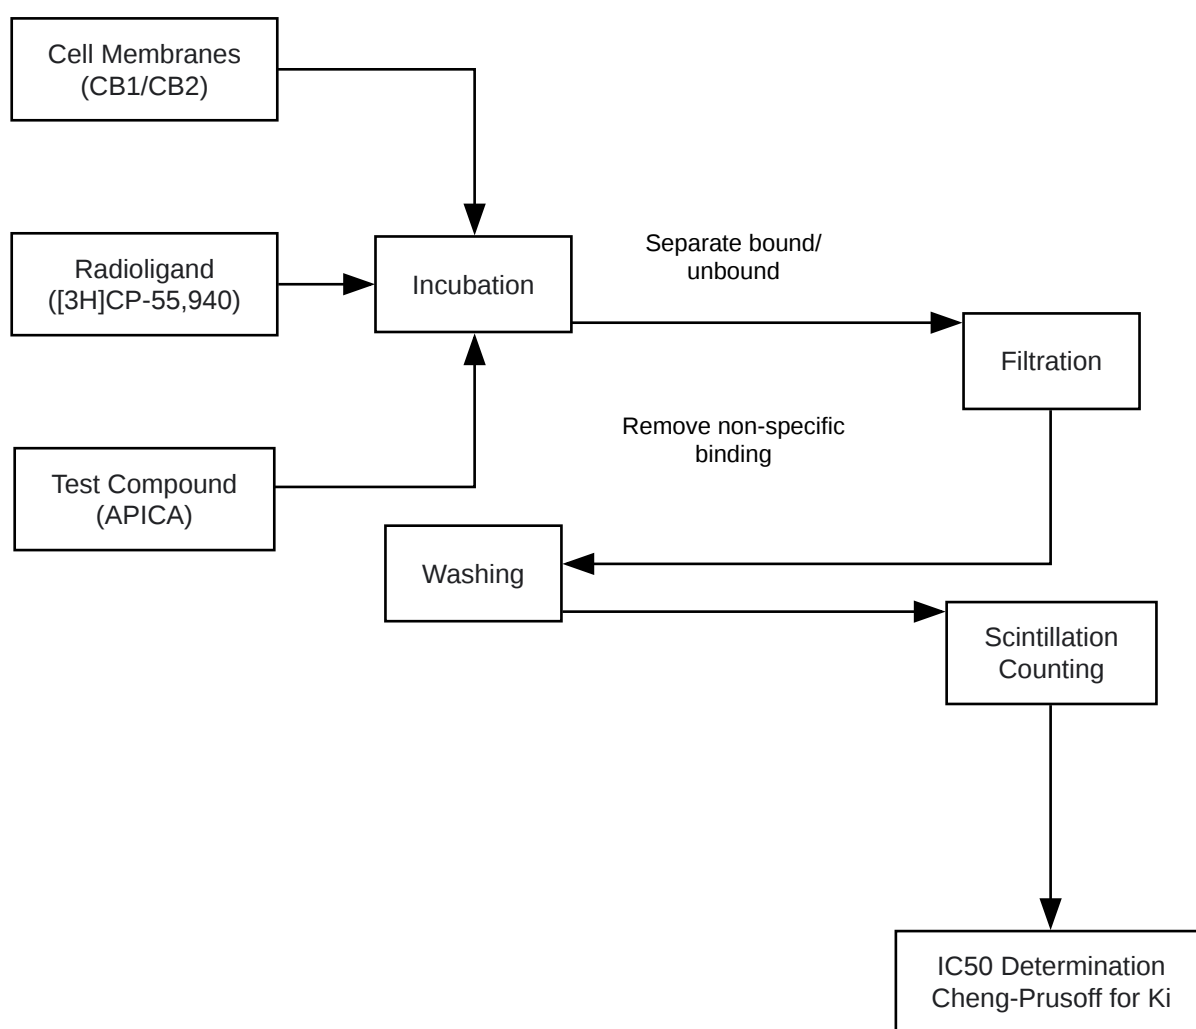 Cell Membranes
(CB1/CB2)
Radioligand
([3H]CP-55,940)
Incubation
Separate bound/
unbound
Filtration
Test Compound
(APICA)
Remove non-specific
binding
Washing
Scintillation
Counting
IC50 Determination
Cheng-Prusoff for Ki